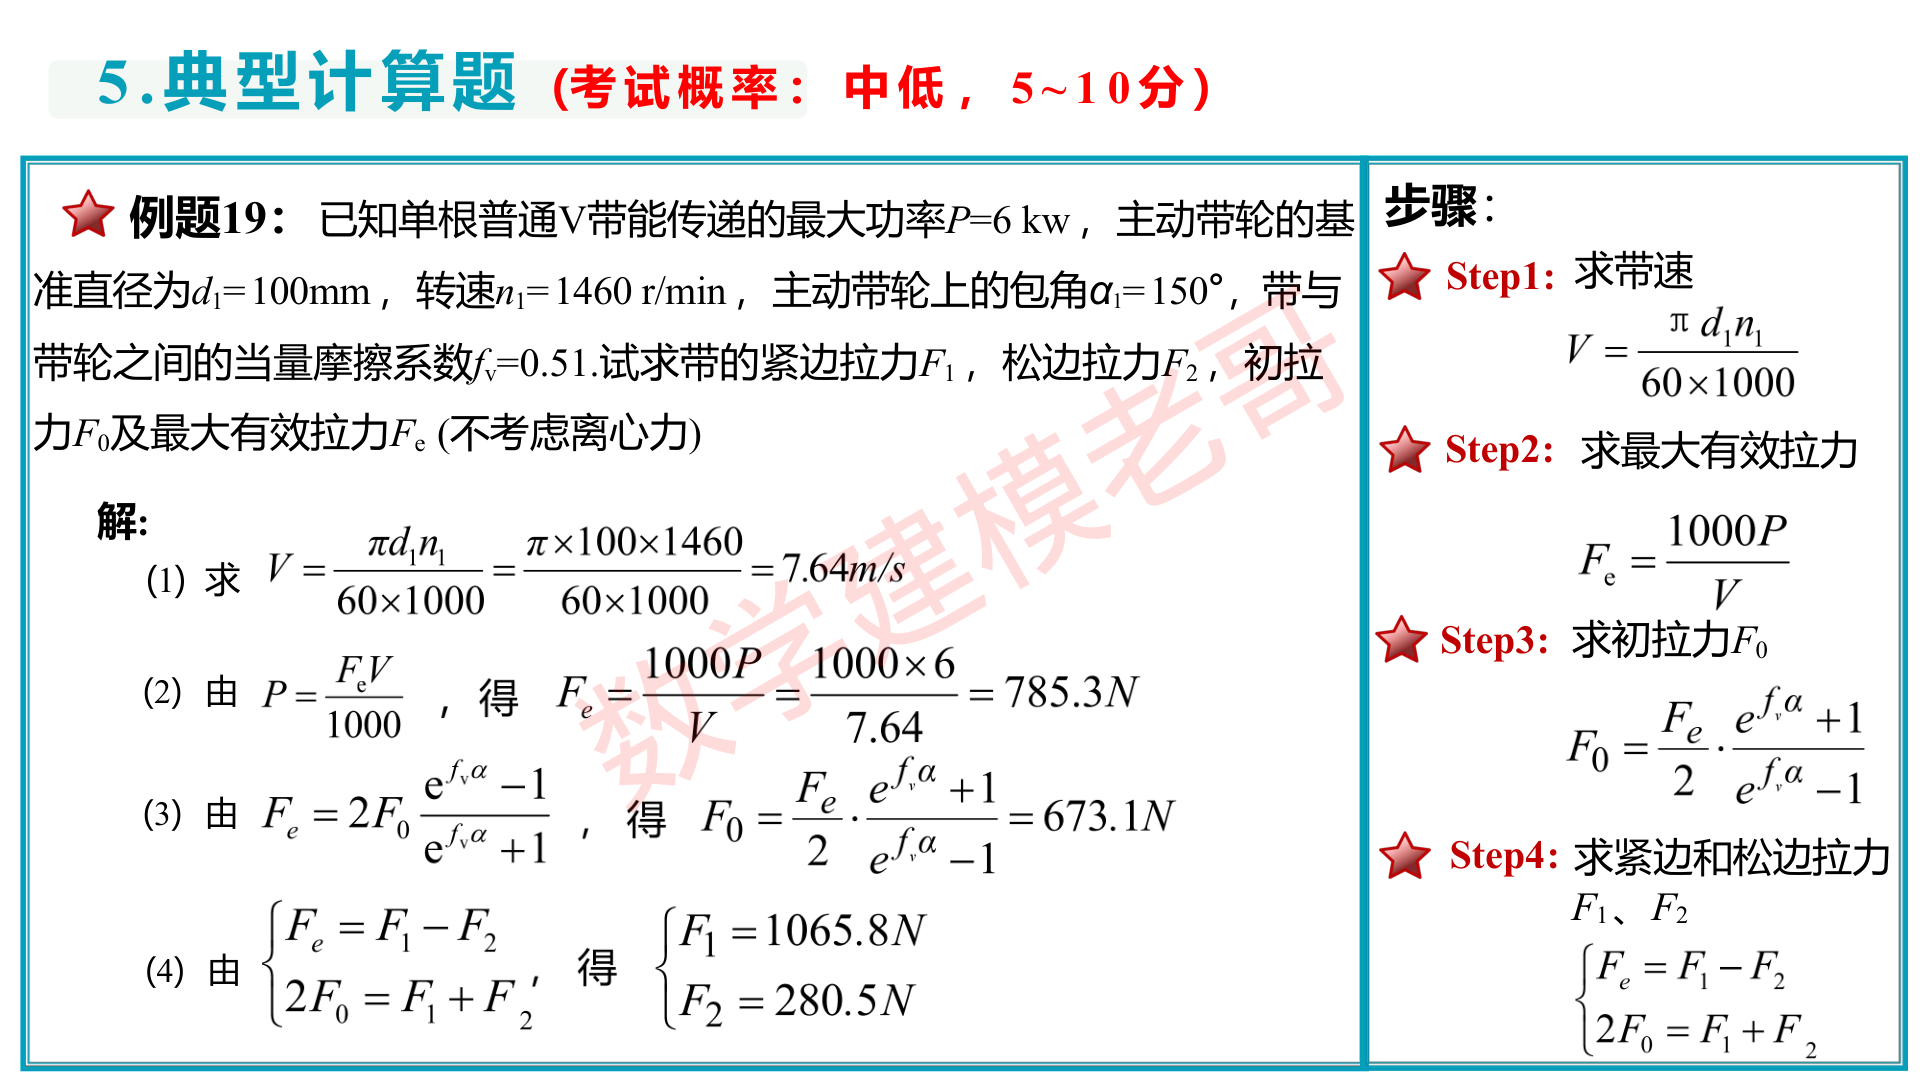 5.典型计算题 (考试概率：中低，5~10分)
例题19：已知单根普通V带能传递的最大功率P=6 kw，主动带轮的基
准直径为d1=100mm，转速n1=1460 r/min，主动带轮上的包角α1=150°，带与
带轮之间的当量摩擦系数fv=0.51.试求带的紧边拉力F1，松边拉力F2，初拉
力F0及最大有效拉力Fe (不考虑离心力)
解:
(1) 求 V = πd1n1 / 60×1000 = π×100×1460 / 60×1000 = 7.64m/s
(2) 由 P = FeV / 1000 ，得 Fe = 1000P / V = 1000×6 / 7.64 = 785.3N
(3) 由 Fe = 2F0 (e^fvα −1) / (e^fvα +1) ，得 F0 = Fe / 2 · (e^fvα +1) / (e^fvα −1) = 673.1N
(4) 由 { Fe = F1 − F2
2F0 = F1 + F2 ，得 { F1 = 1065.8N
F2 = 280.5N
步骤：
Step1: 求带速
V = π d1n1 / 60×1000
Step2: 求最大有效拉力
Fe = 1000P / V
Step3: 求初拉力F0
F0 = Fe / 2 · (e^fvα +1) / (e^fvα −1)
Step4: 求紧边和松边拉力
F1、F2
{ Fe = F1 − F2
2F0 = F1 + F2
数学建模老哥